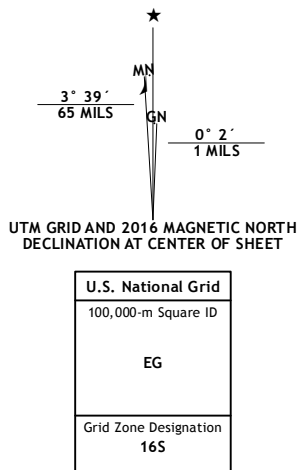 MN
3° 39´
65 MILS
GN
0° 2´
1 MILS
UTM GRID AND 2016 MAGNETIC NORTH
DECLINATION AT CENTER OF SHEET
U.S. National Grid
100,000-m Square ID
EG
Grid Zone Designation
16S